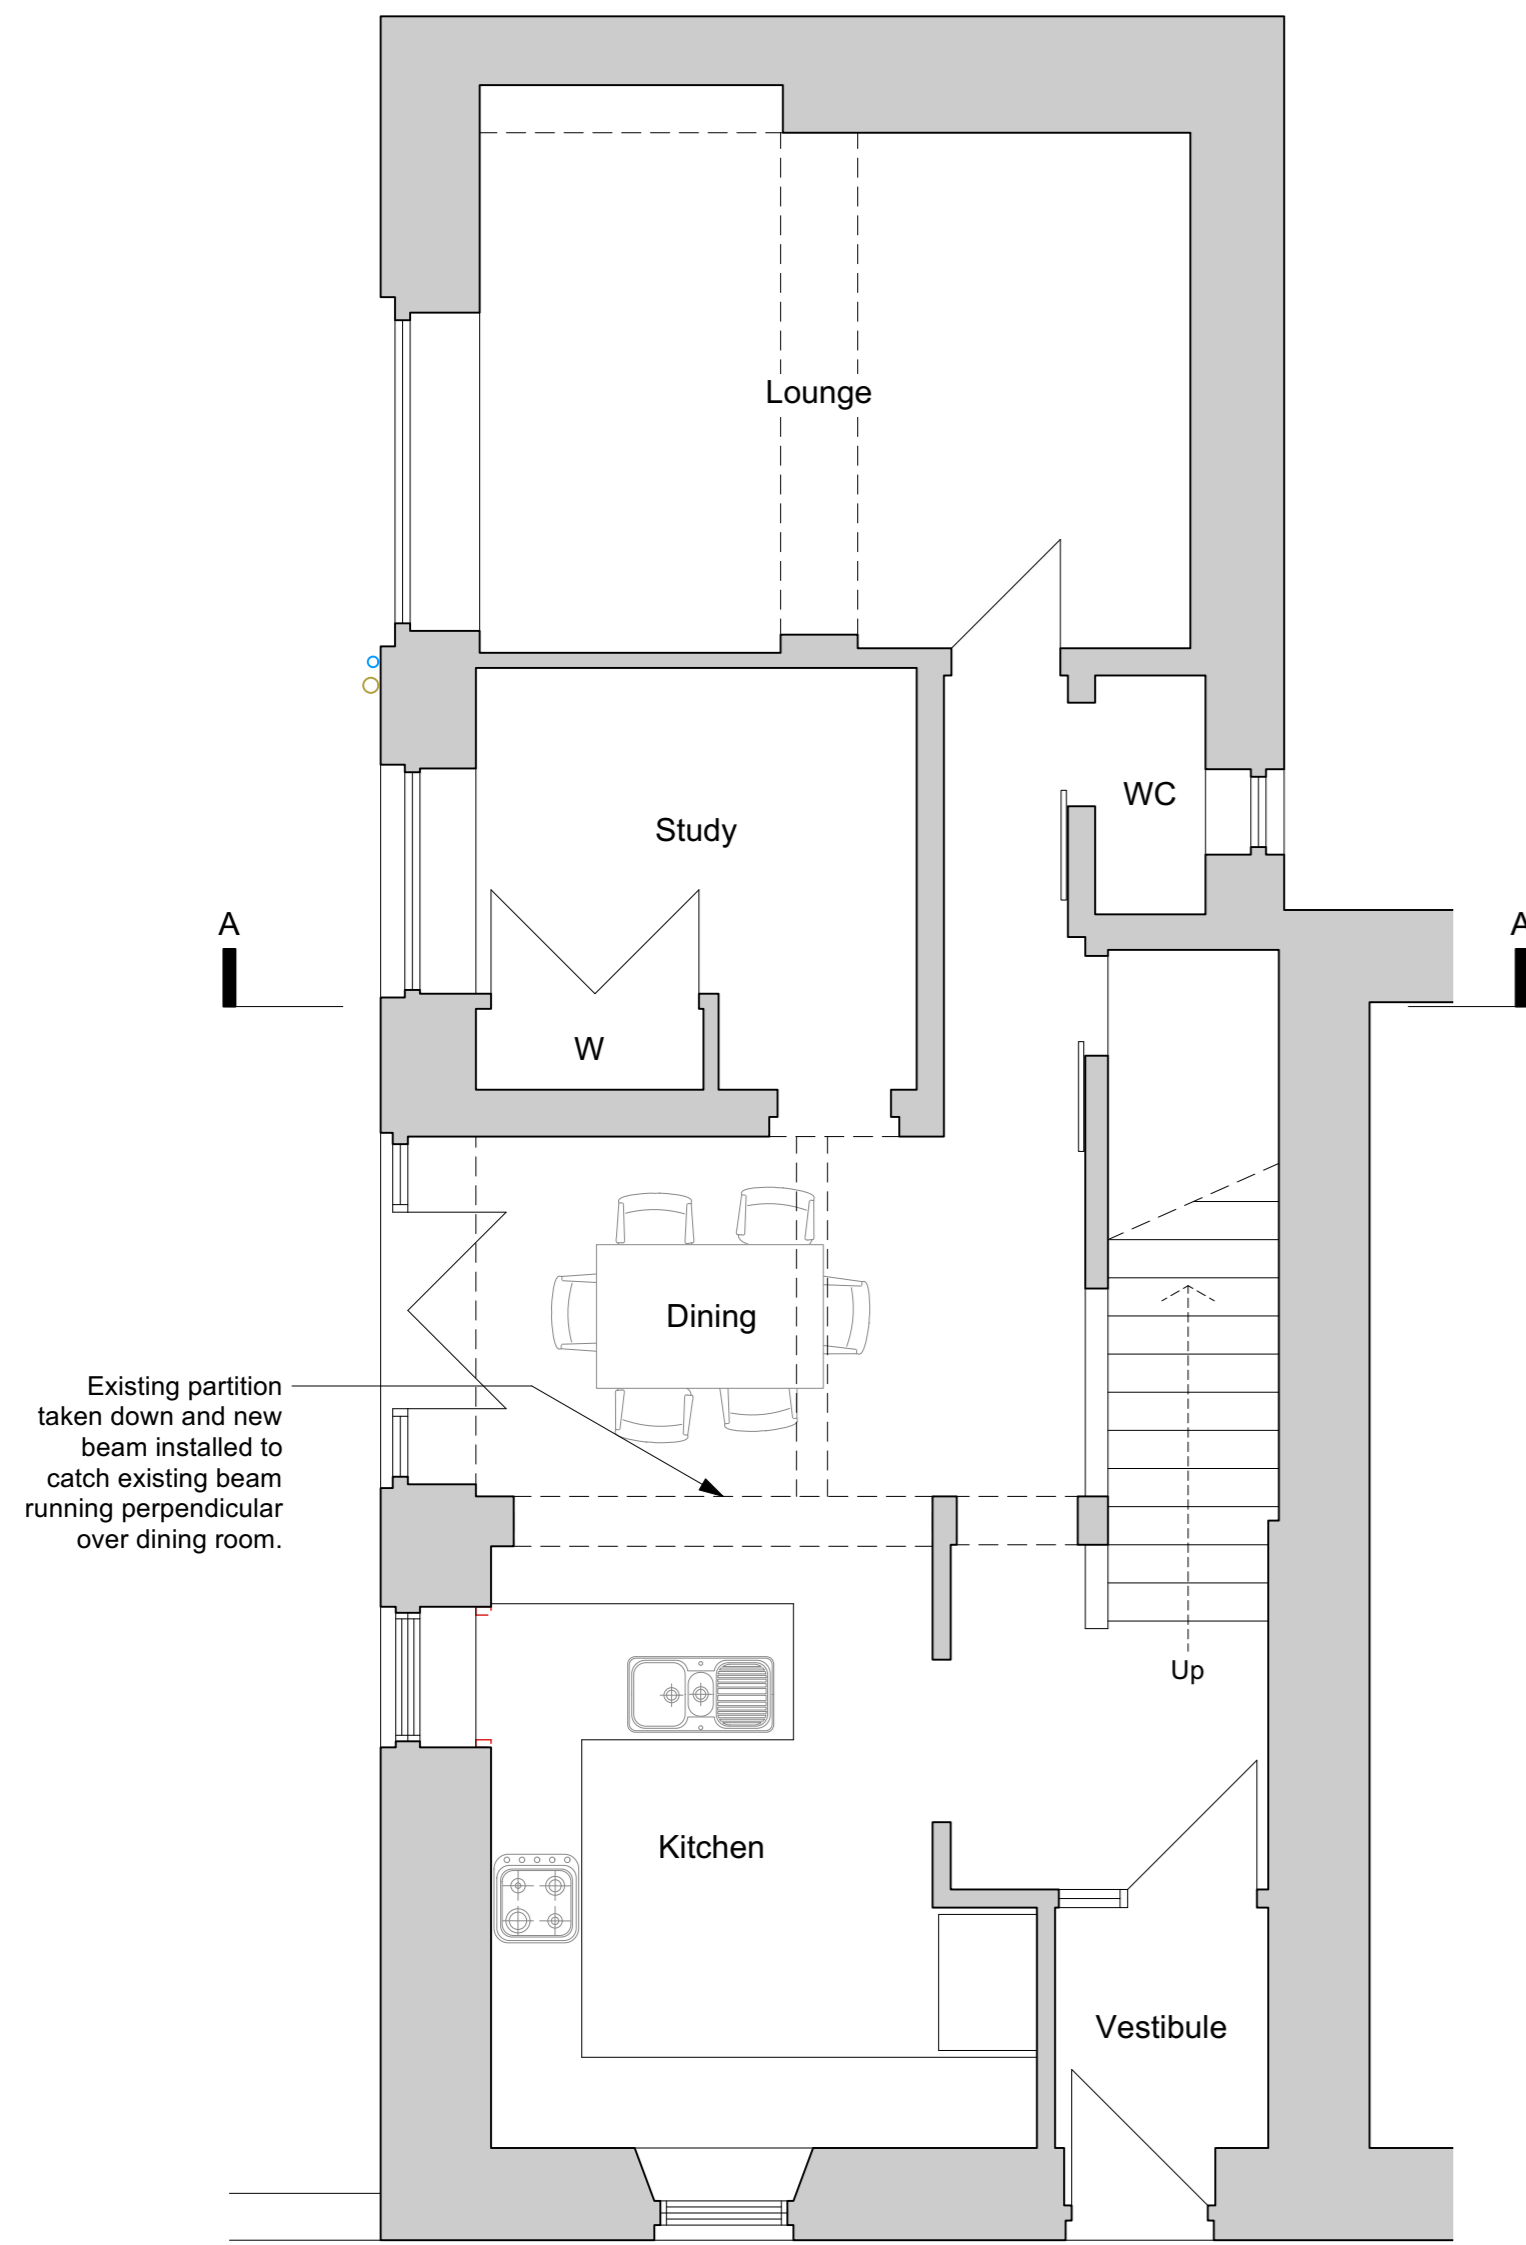 Lounge
WC
Study
A
A
W
Dining
Existing partition
taken down and new
beam installed to
catch existing beam
running perpendicular
over dining room.
Up
Kitchen
Vestibule